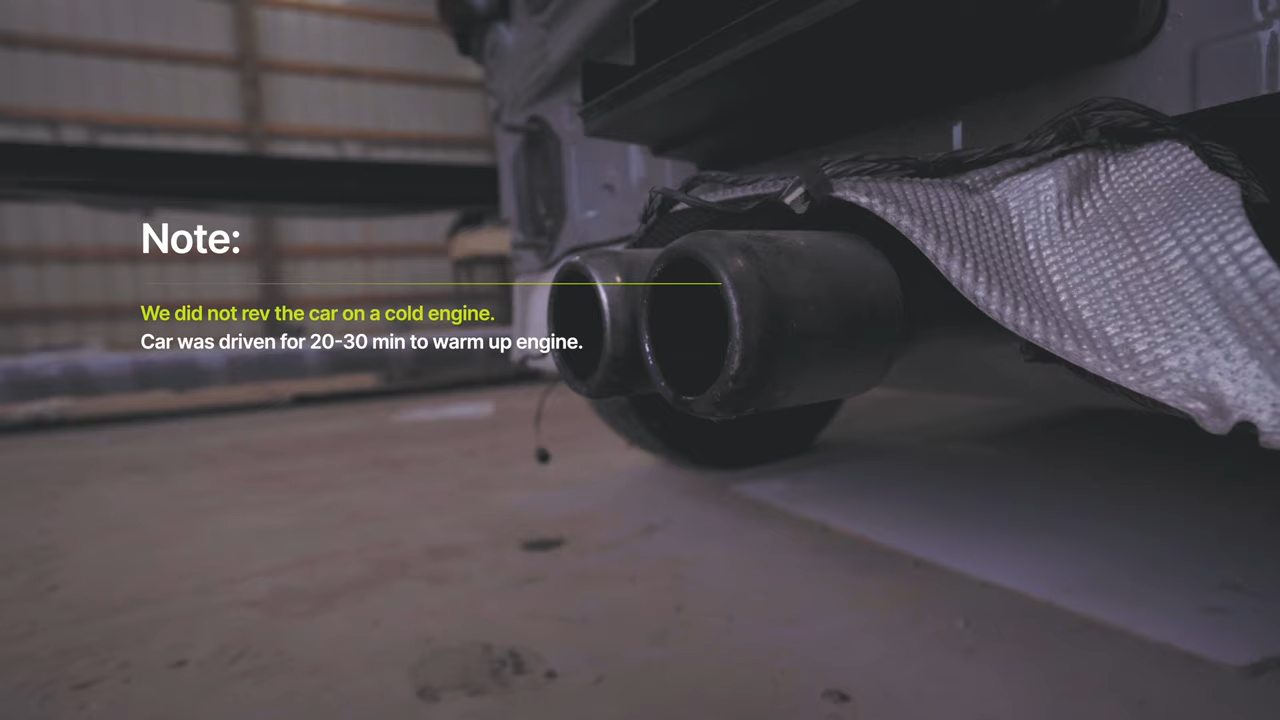 Note:
We did not rev the car on a cold engine.
Car was driven for 20-30 min to warm up engine.